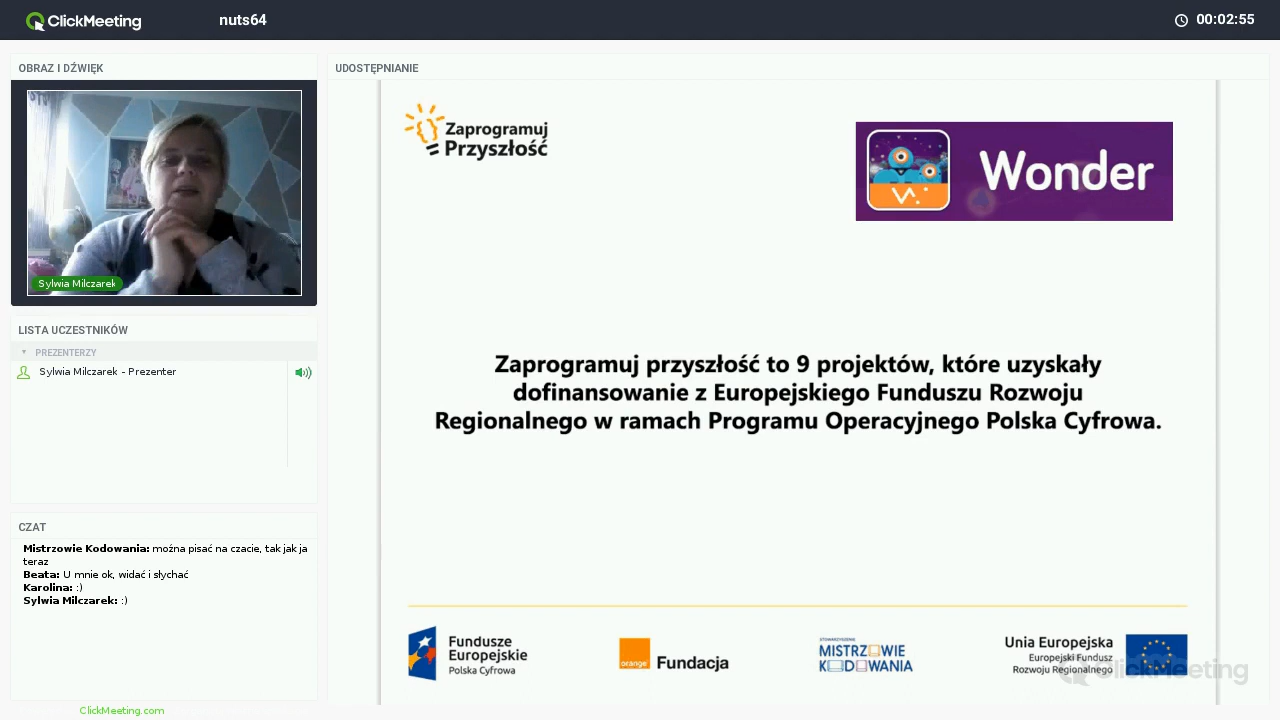 ClickMeeting
nuts64
00:02:55
OBRAZ I DŹWIĘK
Sylwia Milczarek
LISTA UCZESTNIKÓW
PREZENTERZY
Sylwia Milczarek - Prezenter
CZAT
Mistrzowie Kodowania: można pisać na czacie, tak jak ja
teraz
Beata: U mnie ok, widać i słychać
Karolina: :)
Sylwia Milczarek: :)
ClickMeeting.com
UDOSTĘPNIANIE
Zaprogramuj
Przyszłość
Wonder
Zaprogramuj przyszłość to 9 projektów, które uzyskały
dofinansowanie z Europejskiego Funduszu Rozwoju
Regionalnego w ramach Programu Operacyjnego Polska Cyfrowa.
Fundusze
Europejskie
Polska Cyfrowa
orange
Fundacja
STOWARZYSZENIE
MISTRZOWIE
KODOWANIA
Unia Europejska
Europejski Fundusz
Rozwoju Regionalnego
ClickMeeting